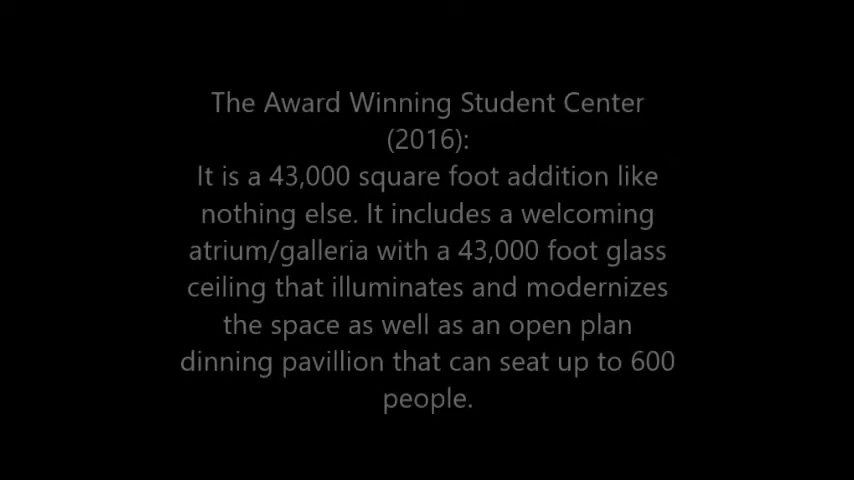 The Award Winning Student Center
(2016):
It is a 43,000 square foot addition like
nothing else. It includes a welcoming
atrium/galleria with a 43,000 foot glass
ceiling that illuminates and modernizes
the space as well as an open plan
dinning pavillion that can seat up to 600
people.